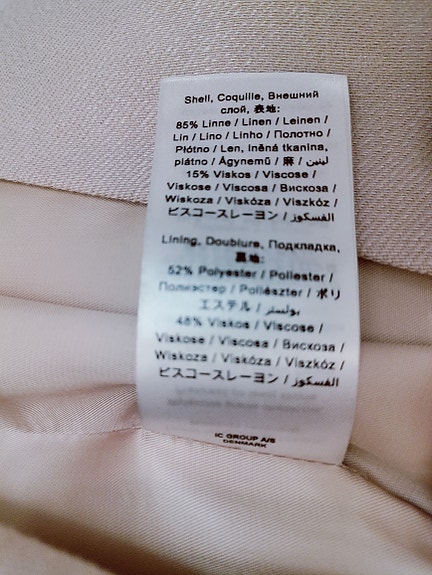 Shell, Coquille, Внешний
слой, 表地:
85% Linne / Linen / Leinen /
Lin / Lino / Linho / Полотно /
Płótno / Len, lněná tkanina,
plátno / Ágynemű / 麻 / لينين
15% Viskos / Viscose /
Viskose / Viscosa / Вискоза /
Wiskoza / Viskóza / Viszkóz /
ビスコースレーヨン / الفسكوز
Lining, Doublure, Подкладка,
裏地:
52% Polyester / Poliester /
Полиэстер / Poliészter / ポリ
エステル / بوليستر
48% Viskos / Viscose /
Viskose / Viscosa / Вискоза /
Wiskoza / Viskóza / Viszkóz /
ビスコースレーヨン / الفسكوز
IC GROUP A/S
DENMARK